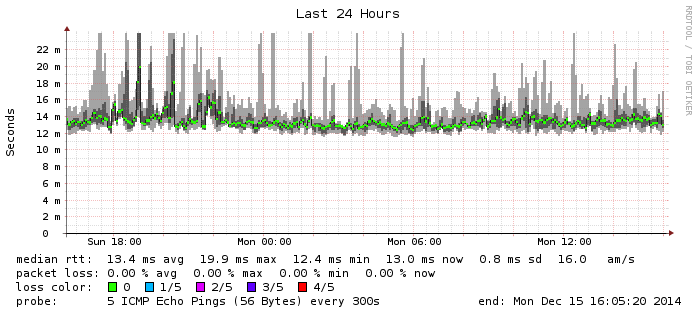 Last 24 Hours
RRDTOOL / TOBI OETIKER
Seconds
22 m
20 m
18 m
16 m
14 m
12 m
10 m
8 m
6 m
4 m
2 m
0
Sun 18:00 Mon 00:00 Mon 06:00 Mon 12:00
median rtt: 13.4 ms avg 19.9 ms max 12.4 ms min 13.0 ms now 0.8 ms sd 16.0 am/s
packet loss: 0.00 % avg 0.00 % max 0.00 % min 0.00 % now
loss color: 0 1/5 2/5 3/5 4/5
probe: 5 ICMP Echo Pings (56 Bytes) every 300s end: Mon Dec 15 16:05:20 2014